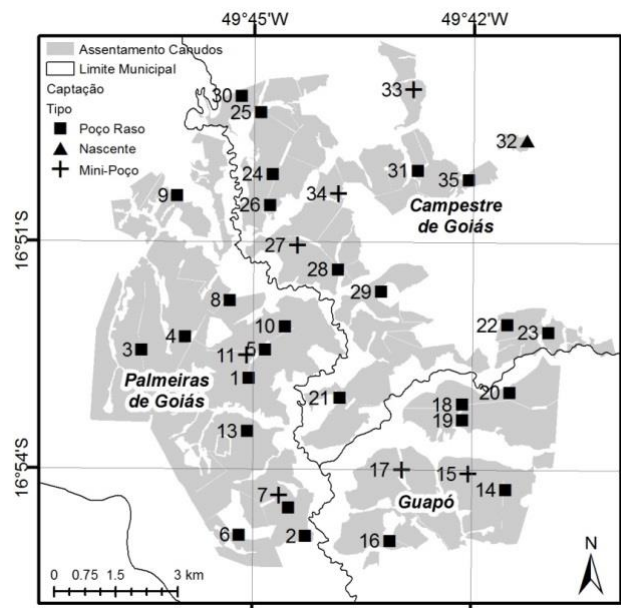 49°45'W 49°42'W
Assentamento Canudos
Limite Municipal
Captação
Tipo
Poço Raso
Nascente
Mini-Poço
30
25
33
32
31
35
24
9
34
26
Campestre
de Goiás
16°51'S
27
28
29
8
10
22
23
4
3
5
11
1
Palmeiras
de Goiás
21
20
18
19
13
16°54'S
17
15
14
7
Guapó
6
2
16
N
0 0.75 1.5 3 km